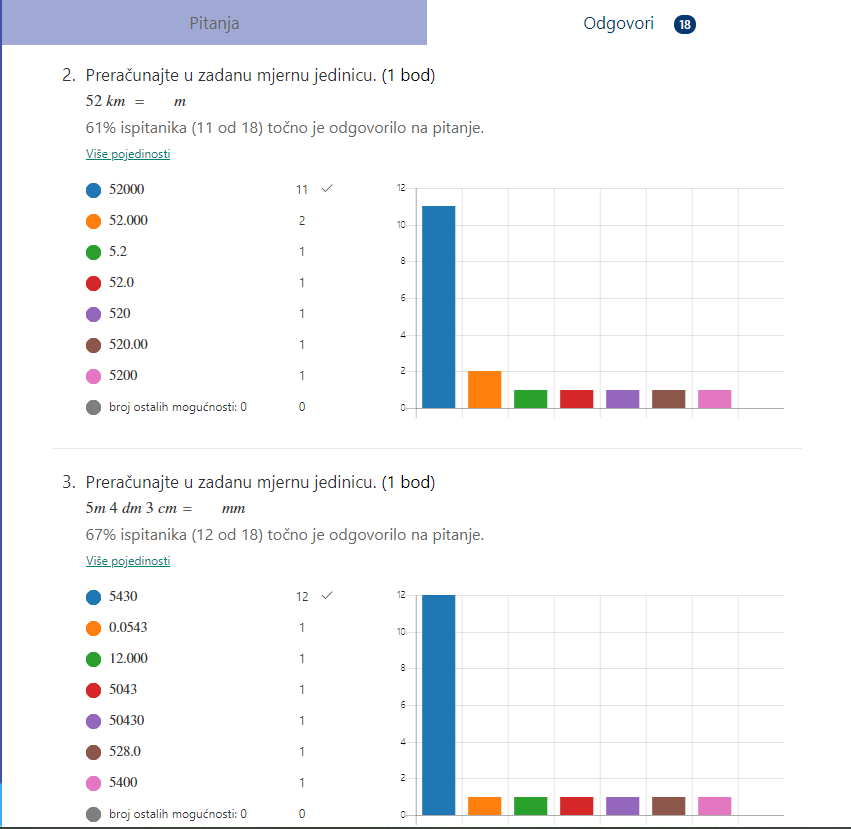 Pitanja
Odgovori 18
2. Preračunajte u zadanu mjernu jedinicu. (1 bod)
52 km = m
61% ispitanika (11 od 18) točno je odgovorilo na pitanje.
Više pojedinosti
52000 11
52.000 2
5.2 1
52.0 1
520 1
520.00 1
5200 1
broj ostalih mogućnosti: 0 0
12
10
8
6
4
2
0
3. Preračunajte u zadanu mjernu jedinicu. (1 bod)
5m 4 dm 3 cm = mm
67% ispitanika (12 od 18) točno je odgovorilo na pitanje.
Više pojedinosti
5430 12
0.0543 1
12.000 1
5043 1
50430 1
528.0 1
5400 1
broj ostalih mogućnosti: 0 0
12
10
8
6
4
2
0